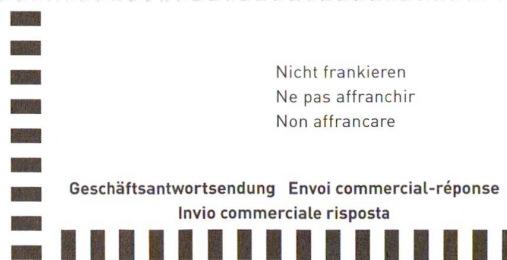 Nicht frankieren
Ne pas affranchir
Non affrancare
Geschäftsantwortsendung Envoi commercial-réponse
Invio commerciale risposta